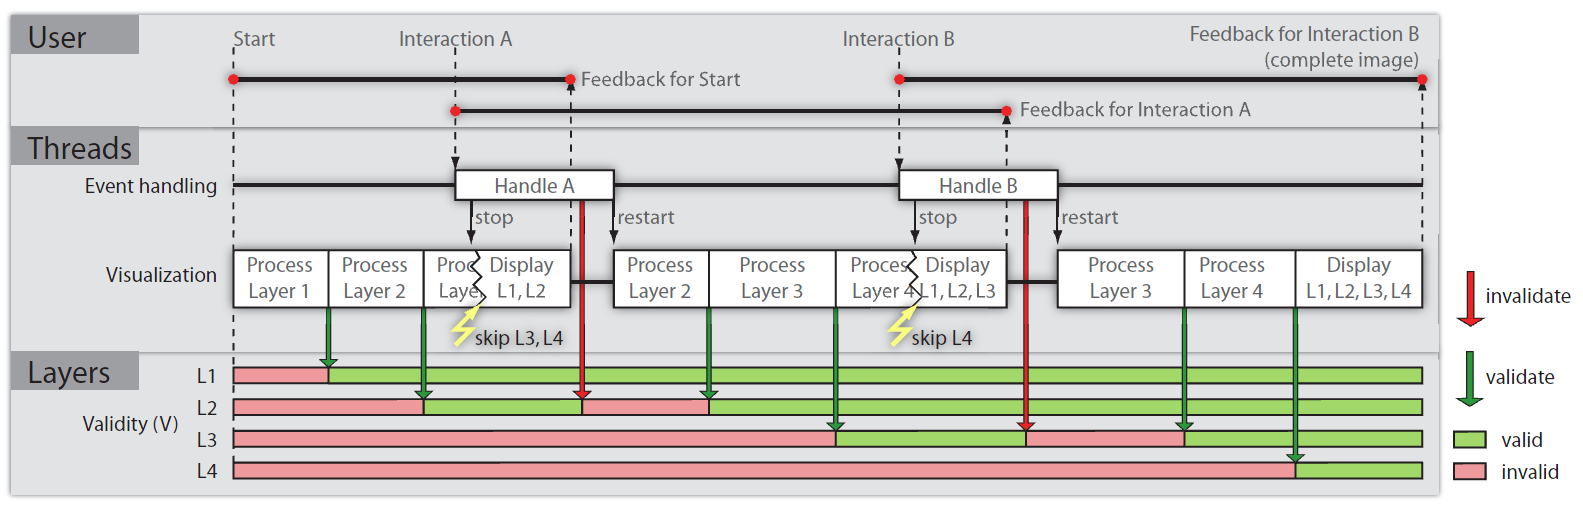 User
Start
Interaction A
Interaction B
Feedback for Interaction B
(complete image)
Feedback for Start
Feedback for Interaction A
Threads
Event handling
Handle A
Handle B
stop
restart
stop
restart
Visualization
Process
Layer 1
Process
Layer 2
Proc
Laye
Display
L1, L2
Process
Layer 2
Process
Layer 3
Proces
Layer 4
Display
L1, L2, L3
Process
Layer 3
Process
Layer 4
Display
L1, L2, L3, L4
skip L3, L4
skip L4
invalidate
validate
valid
invalid
Layers
Validity (V)
L1
L2
L3
L4